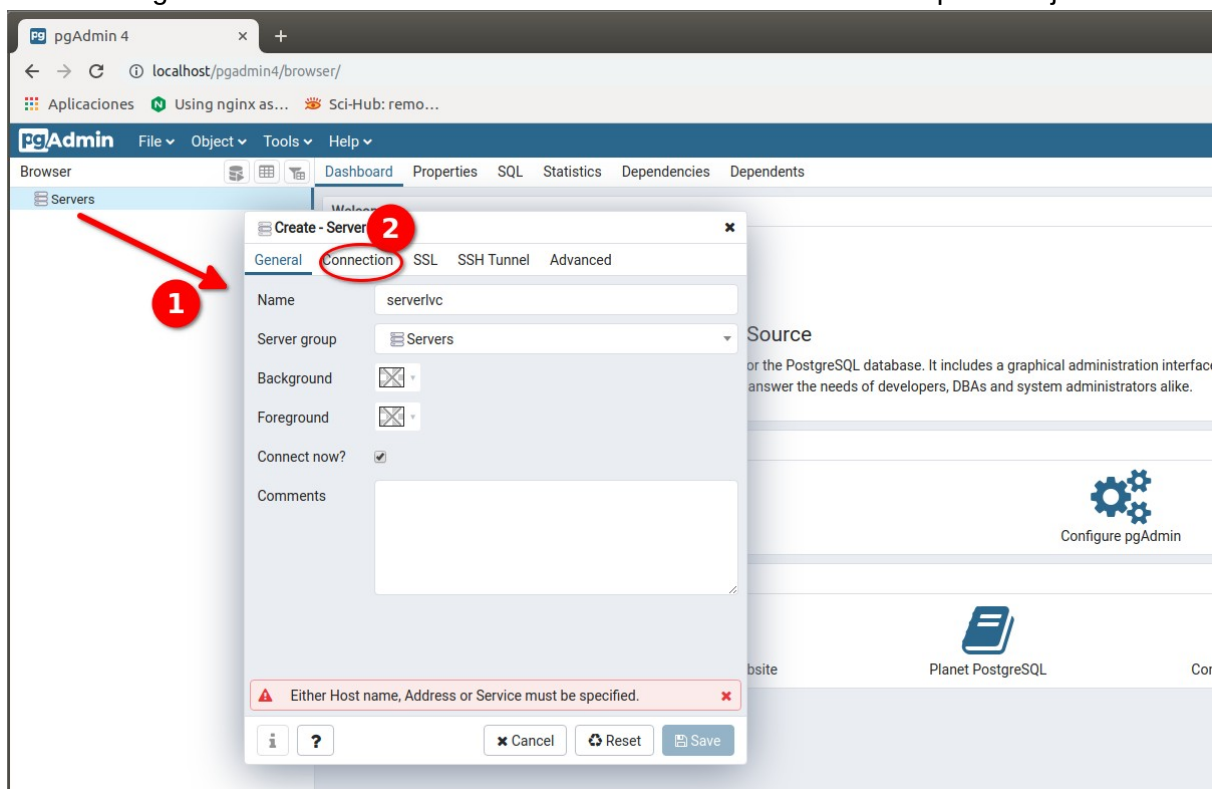 pgAdmin 4 × +
localhost/pgadmin4/browser/
Aplicaciones Using nginx as... Sci-Hub: remo...
pgAdmin File Object Tools Help
Browser Dashboard Properties SQL Statistics Dependencies Dependents
Servers
Create - Server
2
General Connection SSL SSH Tunnel Advanced
1
Name serverlvc
Server group Servers
Background
Foreground
Connect now?
Comments
Either Host name, Address or Service must be specified.
i ? Cancel Reset Save
Source
or the PostgreSQL database. It includes a graphical administration interface
answer the needs of developers, DBAs and system administrators alike.
Configure pgAdmin
bsite Planet PostgreSQL Cor